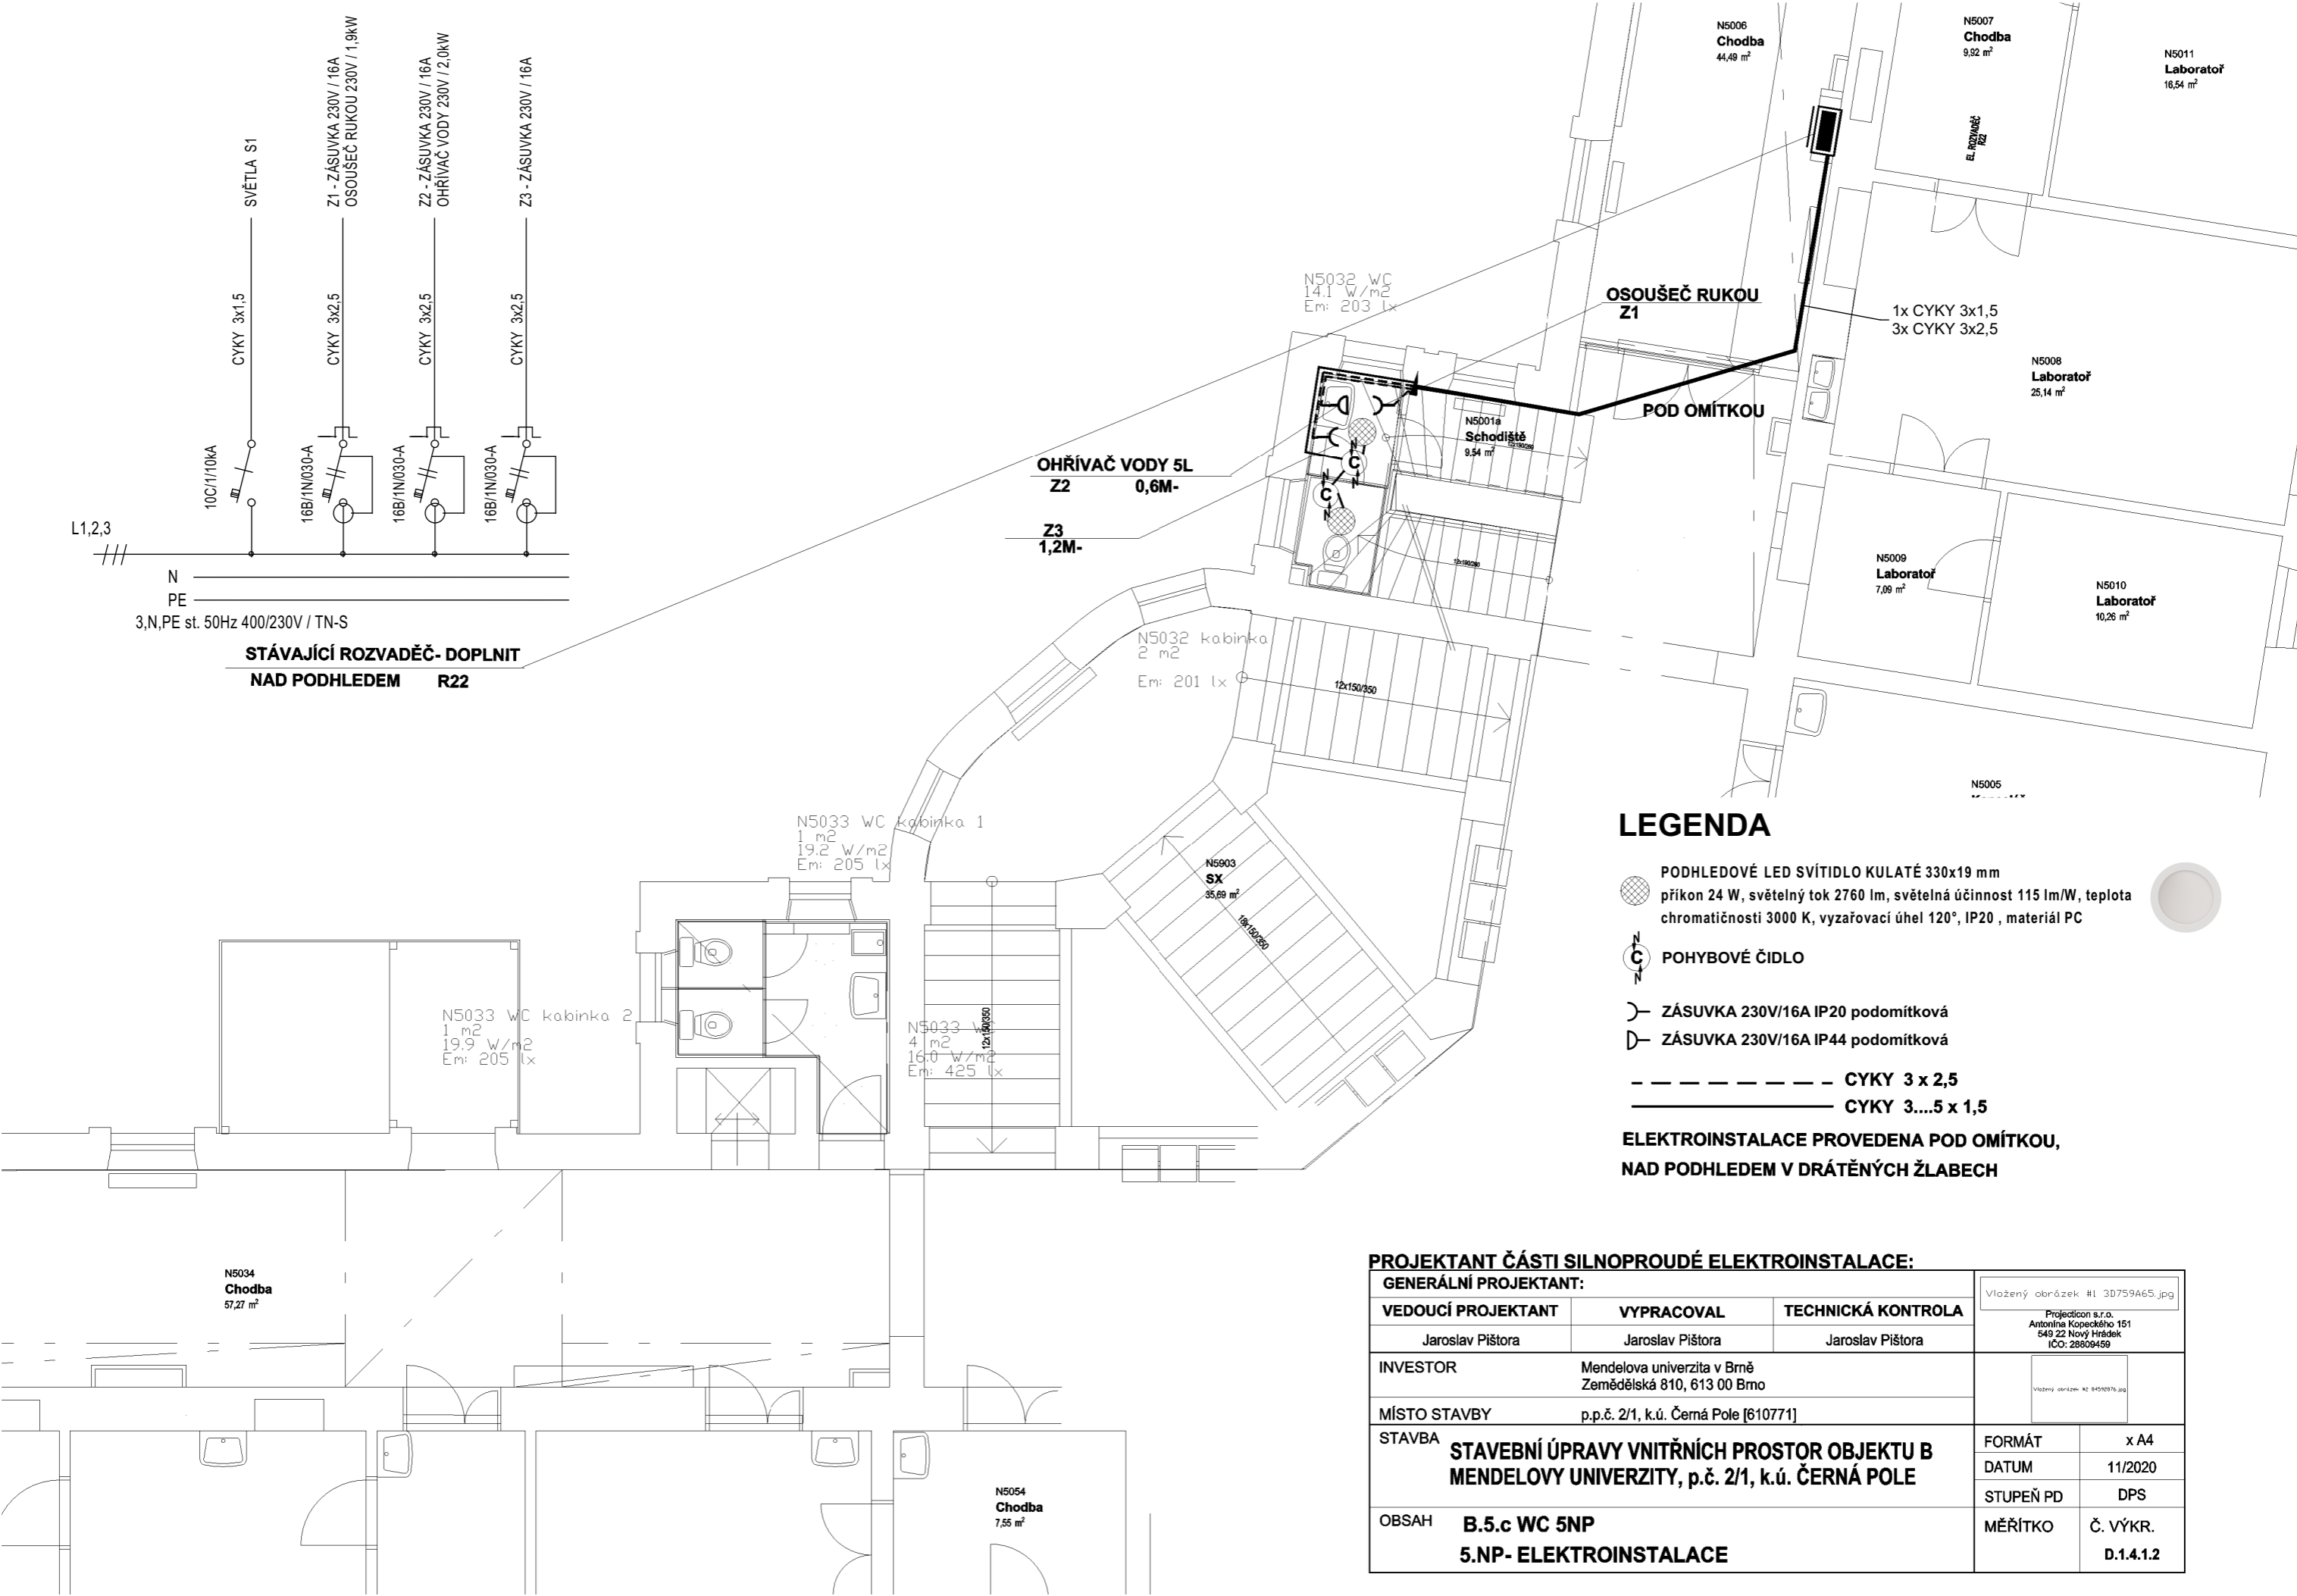 SVĚTLA S1
Z1 - ZÁSUVKA 230V / 16A
OSOUŠEČ RUKOU 230V / 1,9kW
Z2 - ZÁSUVKA 230V / 16A
OHŘÍVAČ VODY 230V / 2,0kW
Z3 - ZÁSUVKA 230V / 16A
CYKY 3x1,5
CYKY 3x2,5
CYKY 3x2,5
CYKY 3x2,5
10C/1/10kA
16B/1N/030-A
16B/1N/030-A
16B/1N/030-A
L1,2,3
N
PE
3,N,PE st. 50Hz 400/230V / TN-S
STÁVAJÍCÍ ROZVADĚČ- DOPLNIT
NAD PODHLEDEM R22
N5006
Chodba
44,49 m²
N5007
Chodba
9,92 m²
N5011
Laboratoř
16,54 m²
EL. ROZVADĚČ
R22
N5032 WC
14.1 W/m2
Em: 203 lx
OSOUŠEČ RUKOU
Z1
1x CYKY 3x1,5
3x CYKY 3x2,5
N5008
Laboratoř
25,14 m²
POD OMÍTKOU
N5001a
Schodiště
12x190/260
9,54 m²
OHŘÍVAČ VODY 5L
Z2 0,6M-
Z3
1,2M-
N
C
N
N
C
N
12x190/260
N5009
Laboratoř
7,09 m²
N5010
Laboratoř
10,26 m²
N5032 kabinka
2 m2
Em: 201 lx
12x150/350
N5005
N5033 WC kabinka 1
1 m2
19.2 W/m2
Em: 205 lx
N5903
SX
35,69 m²
18x150/350
N5033 WC kabinka 2
1 m2
19.9 W/m2
Em: 205 lx
N5033 WC
4 m2
16.0 W/m2
Em: 425 lx
12x150/350
N5034
Chodba
57,27 m²
N5054
Chodba
7,55 m²
LEGENDA
PODHLEDOVÉ LED SVÍTIDLO KULATÉ 330x19 mm
příkon 24 W, světelný tok 2760 lm, světelná účinnost 115 lm/W, teplota
chromatičnosti 3000 K, vyzařovací úhel 120°, IP20 , materiál PC
N
C
N
POHYBOVÉ ČIDLO
ZÁSUVKA 230V/16A IP20 podomítková
ZÁSUVKA 230V/16A IP44 podomítková
CYKY 3 x 2,5
CYKY 3....5 x 1,5
ELEKTROINSTALACE PROVEDENA POD OMÍTKOU,
NAD PODHLEDEM V DRÁTĚNÝCH ŽLABECH
PROJEKTANT ČÁSTI SILNOPROUDÉ ELEKTROINSTALACE:
GENERÁLNÍ PROJEKTANT:
VEDOUCÍ PROJEKTANT VYPRACOVAL TECHNICKÁ KONTROLA
Jaroslav Pištora Jaroslav Pištora Jaroslav Pištora
Vložený obrázek #1 3D759A65.jpg
Projecticon s.r.o.
Antonína Kopeckého 151
549 22 Nový Hrádek
IČO: 28809459
INVESTOR Mendelova univerzita v Brně
Zemědělská 810, 613 00 Brno
MÍSTO STAVBY p.p.č. 2/1, k.ú. Černá Pole [610771]
STAVBA STAVEBNÍ ÚPRAVY VNITŘNÍCH PROSTOR OBJEKTU B
MENDELOVY UNIVERZITY, p.č. 2/1, k.ú. ČERNÁ POLE
FORMÁT x A4
DATUM 11/2020
STUPEŇ PD DPS
OBSAH B.5.c WC 5NP
5.NP- ELEKTROINSTALACE
MĚŘÍTKO Č. VÝKR.
D.1.4.1.2